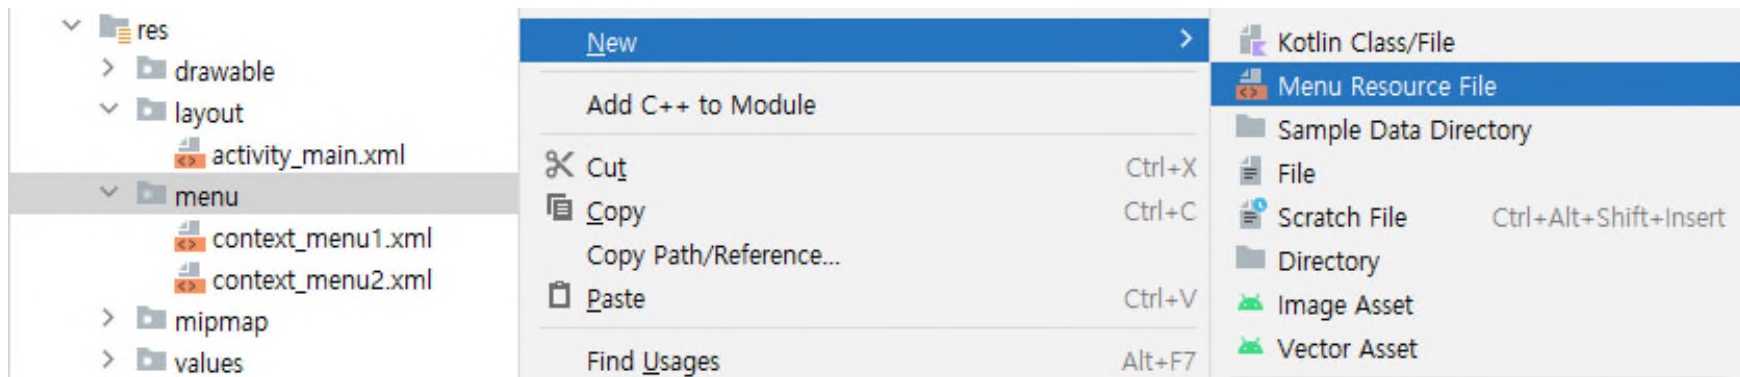 res
drawable
layout
activity_main.xml
menu
context_menu1.xml
context_menu2.xml
mipmap
values
New
Add C++ to Module
Cut Ctrl+X
Copy Ctrl+C
Copy Path/Reference...
Paste Ctrl+V
Find Usages Alt+F7
Kotlin Class/File
Menu Resource File
Sample Data Directory
File
Scratch File Ctrl+Alt+Shift+Insert
Directory
Image Asset
Vector Asset